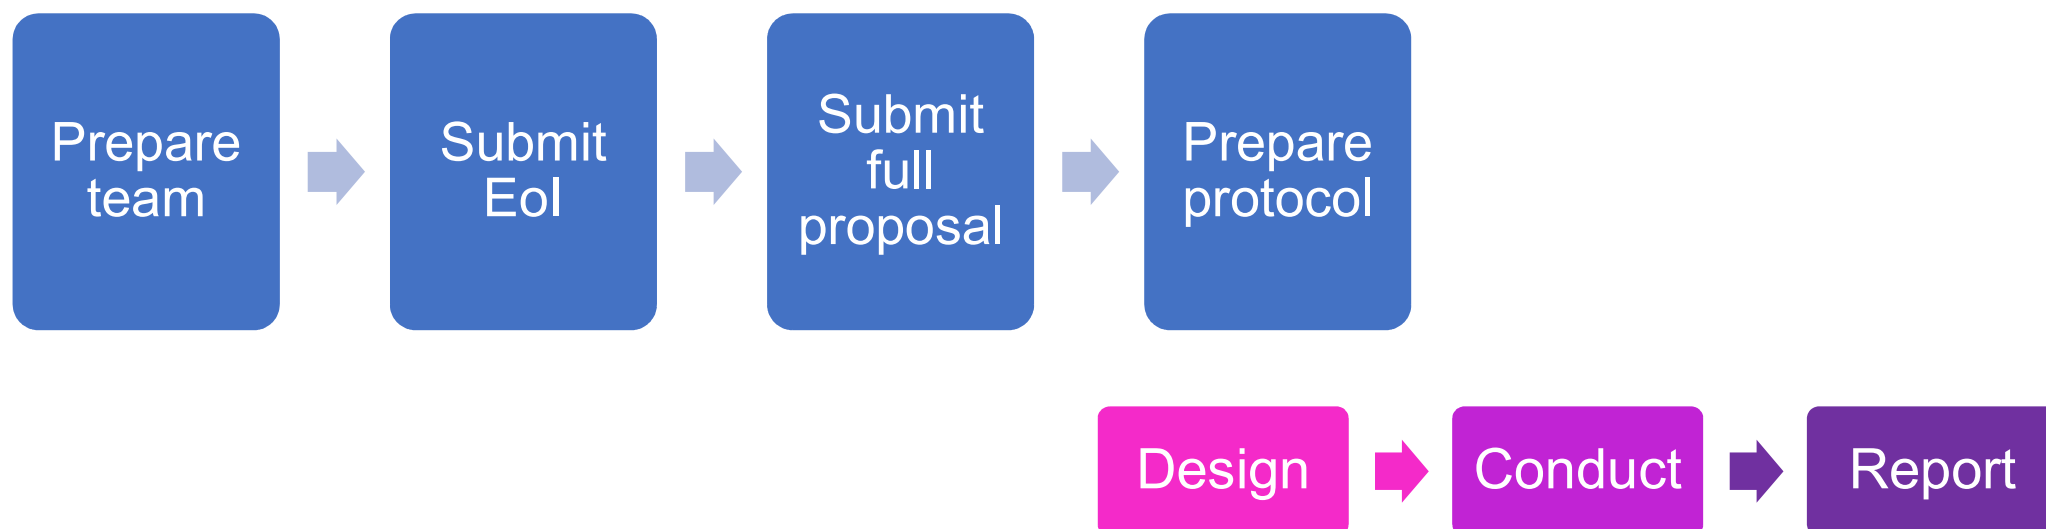 Prepare
team
Submit
EoI
Submit
full
proposal
Prepare
protocol
Design
Conduct
Report